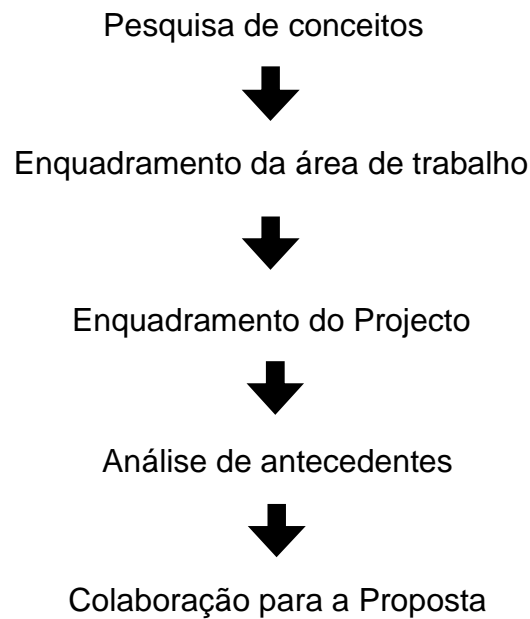 Pesquisa de conceitos
Enquadramento da área de trabalho
Enquadramento do Projecto
Análise de antecedentes
Colaboração para a Proposta